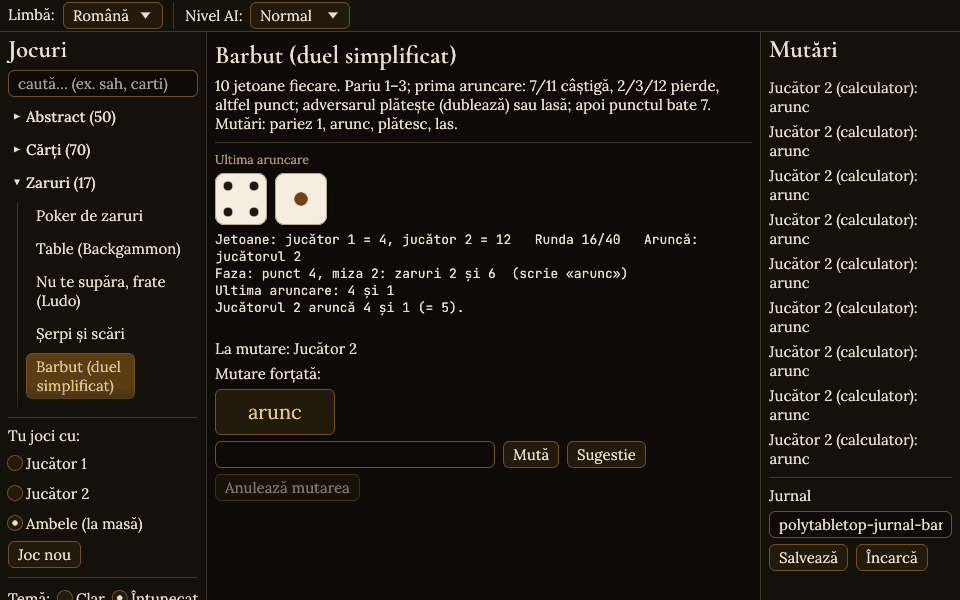 Limbă:
Română
Nivel AI:
Normal
Jocuri
caută... (ex. sah, carti)
Abstract (50)
Cărți (70)
Zaruri (17)
Poker de zaruri
Table (Backgammon)
Nu te supăra, frate
(Ludo)
Șerpi și scări
Barbut (duel
simplificat)
Tu joci cu:
Jucător 1
Jucător 2
Ambele (la masă)
Joc nou
Temă:
Clar
Întunecat
Barbut (duel simplificat)
10 jetoane fiecare. Pariu 1–3; prima aruncare: 7/11 câștigă, 2/3/12 pierde,
altfel punct; adversarul plătește (dublează) sau lasă; apoi punctul bate 7.
Mutări: pariez 1, arunc, plătesc, las.
Ultima aruncare
Jetoane: jucător 1 = 4, jucător 2 = 12 Runda 16/40 Aruncă:
jucătorul 2
Faza: punct 4, miza 2: zaruri 2 și 6 (scrie «arunc»)
Ultima aruncare: 4 și 1
Jucătorul 2 aruncă 4 și 1 (= 5).
La mutare: Jucător 2
Mutare forțată:
arunc
Mută
Sugestie
Anulează mutarea
Mutări
Jucător 2 (calculator):
arunc
Jucător 2 (calculator):
arunc
Jucător 2 (calculator):
arunc
Jucător 2 (calculator):
arunc
Jucător 2 (calculator):
arunc
Jucător 2 (calculator):
arunc
Jucător 2 (calculator):
arunc
Jucător 2 (calculator):
arunc
Jucător 2 (calculator):
arunc
Jurnal
polytabletop-jurnal-bar
Salvează
Încarcă